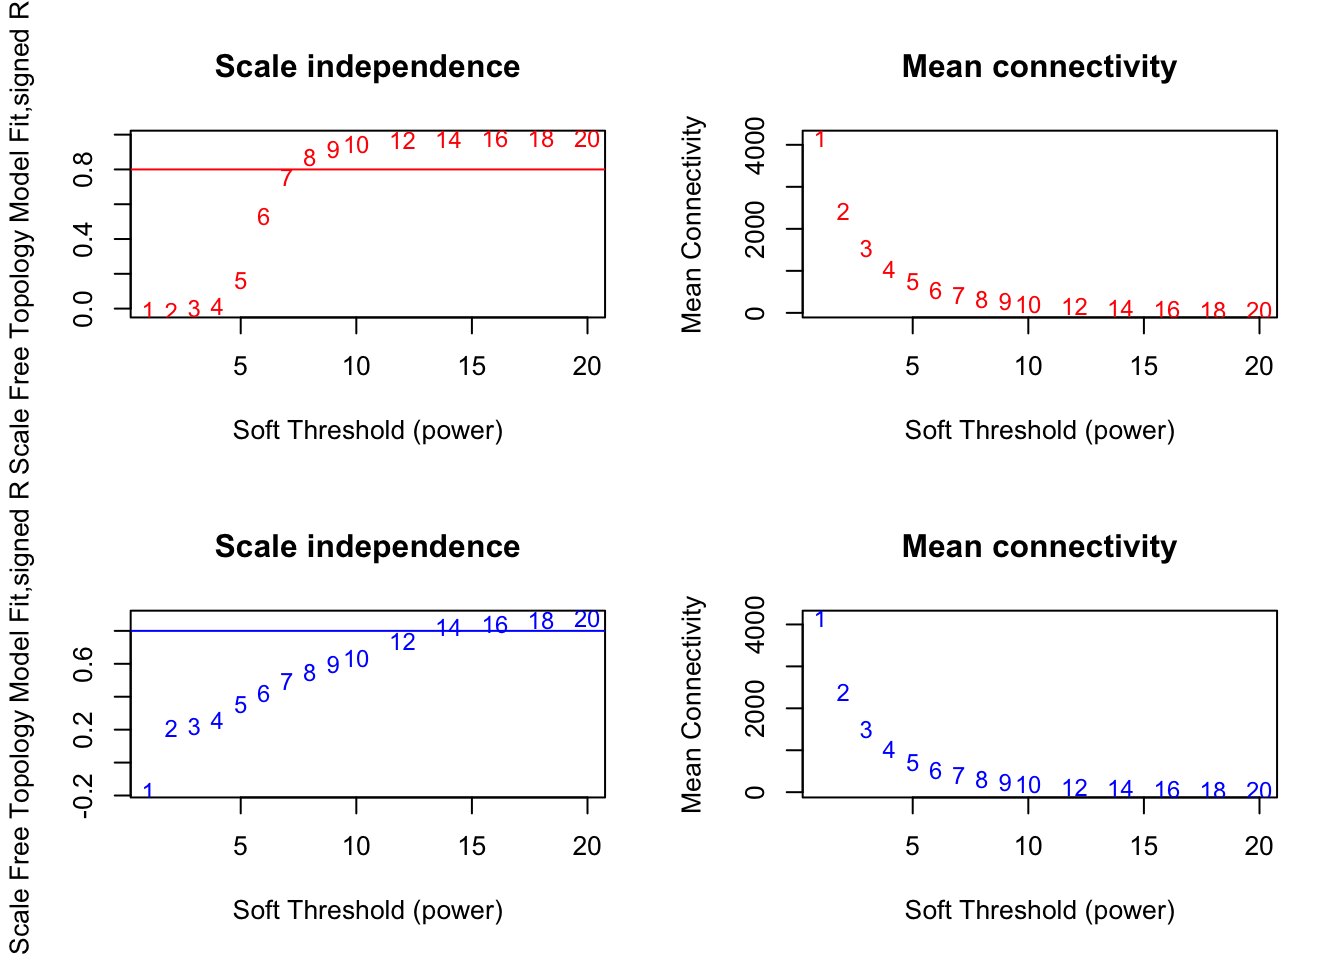 Scale independence
Scale Free Topology Model Fit,signed R
0.0 0.4 0.8
1 2 3 4 5 6 7 8 9 10 12 14 16 18 20
5 10 15 20
Soft Threshold (power)
Mean connectivity
Mean Connectivity
0 2000 4000
1 2 3 4 5 6 7 8 9 10 12 14 16 18 20
5 10 15 20
Soft Threshold (power)
Scale independence
Scale Free Topology Model Fit,signed R
-0.2 0.2 0.6
1 2 3 4 5 6 7 8 9 10 12 14 16 18 20
5 10 15 20
Soft Threshold (power)
Mean connectivity
Mean Connectivity
0 2000 4000
1 2 3 4 5 6 7 8 9 10 12 14 16 18 20
5 10 15 20
Soft Threshold (power)